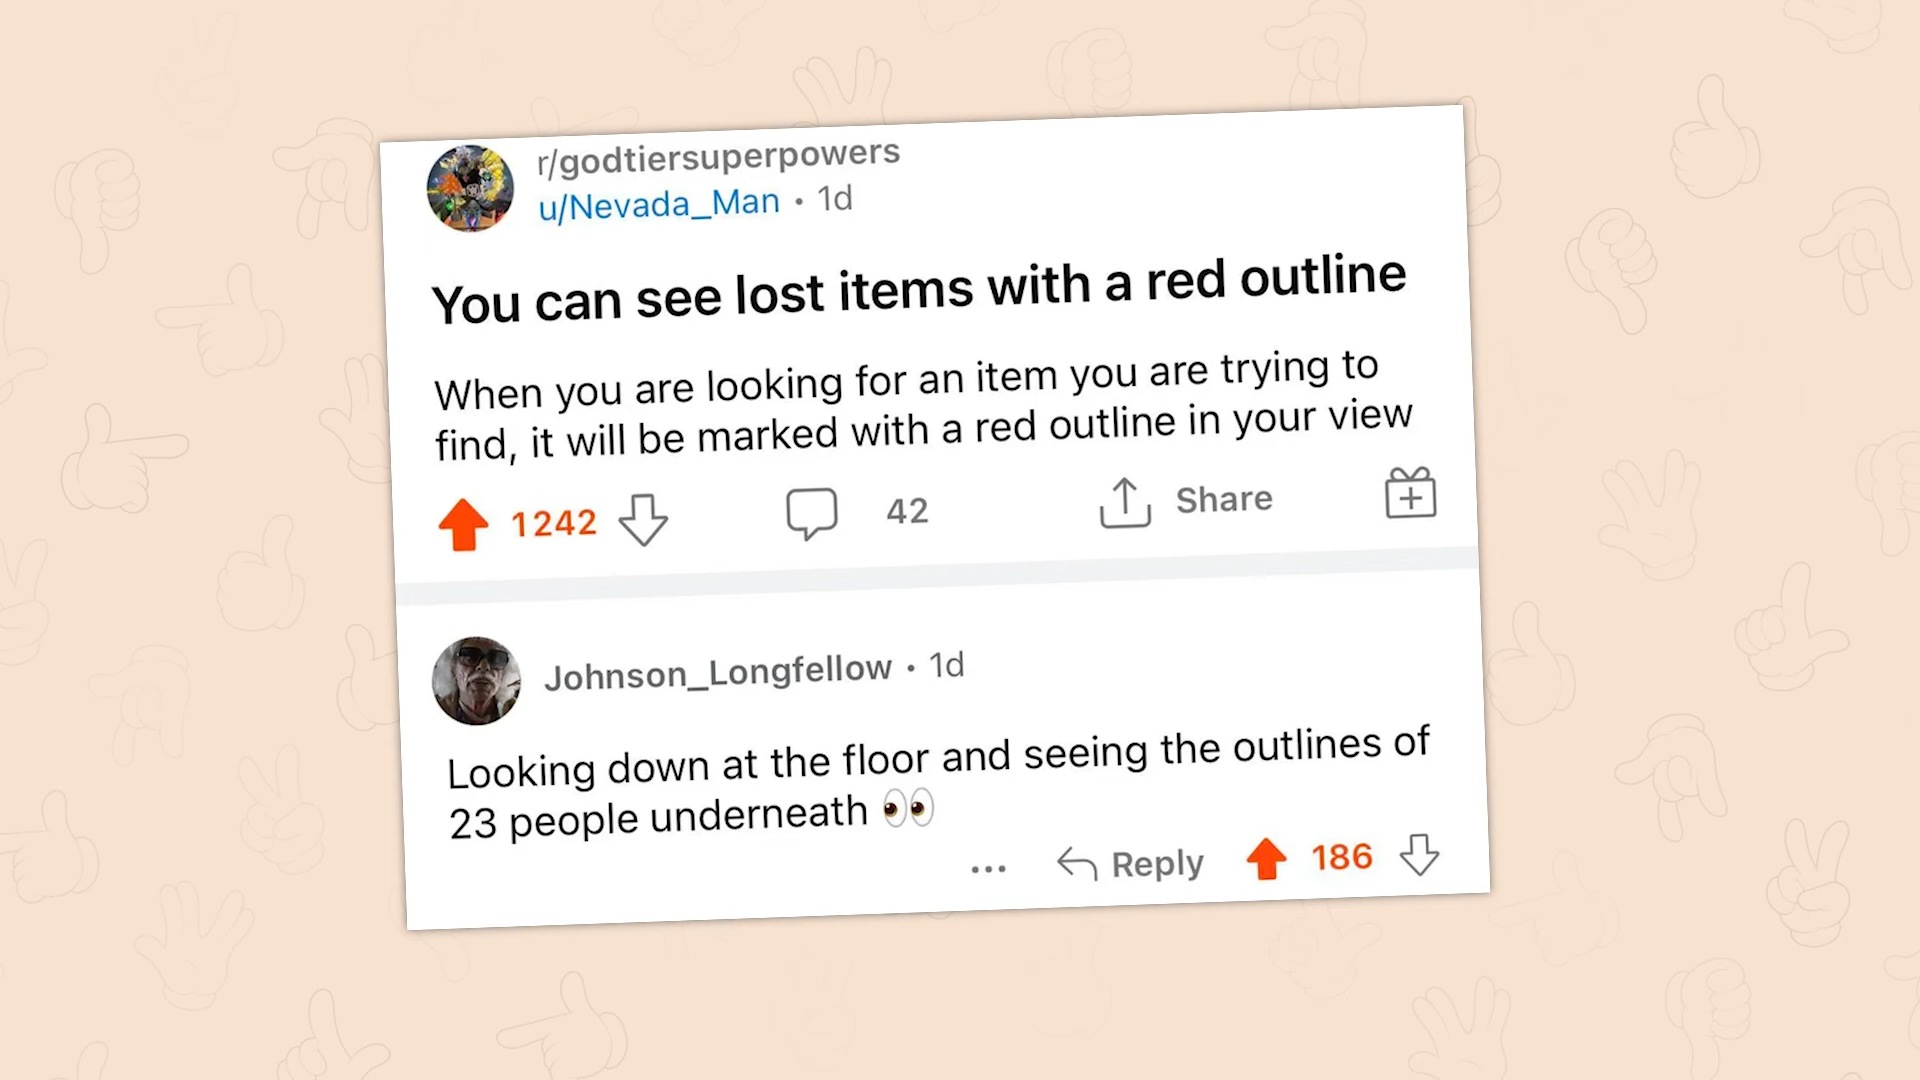 r/godtiersuperpowers
u/Nevada_Man • 1d
You can see lost items with a red outline
When you are looking for an item you are trying to
find, it will be marked with a red outline in your view
1242 42 Share
Johnson_Longfellow • 1d
Looking down at the floor and seeing the outlines of
23 people underneath 👀
... Reply 186